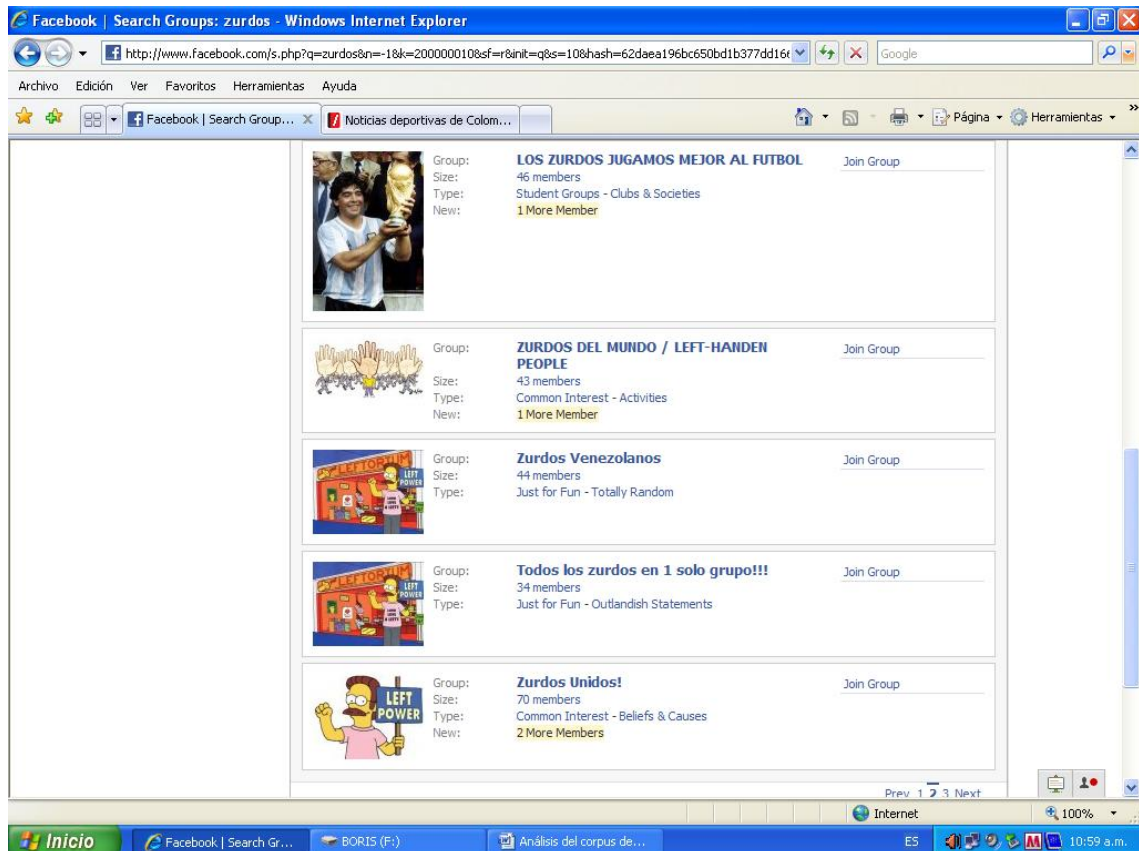 Facebook | Search Groups: zurdos - Windows Internet Explorer
http://www.facebook.com/s.php?q=zurdos&n=-1&k=200000010&sf=r&init=q&s=10&hash=62daea196bc650bd1b377dd16
Google
Archivo Edición Ver Favoritos Herramientas Ayuda
Facebook | Search Group... Noticias deportivas de Colom... Página Herramientas »
Group: LOS ZURDOS JUGAMOS MEJOR AL FUTBOL Join Group
Size: 46 members
Type: Student Groups - Clubs & Societies
New: 1 More Member
Group: ZURDOS DEL MUNDO / LEFT-HANDEN Join Group
PEOPLE
Size: 43 members
Type: Common Interest - Activities
New: 1 More Member
LEFTORIUM
LEFT
POWER
Group: Zurdos Venezolanos Join Group
Size: 44 members
Type: Just for Fun - Totally Random
LEFTORIUM
LEFT
POWER
Group: Todos los zurdos en 1 solo grupo!!! Join Group
Size: 34 members
Type: Just for Fun - Outlandish Statements
LEFT
POWER
Group: Zurdos Unidos! Join Group
Size: 70 members
Type: Common Interest - Beliefs & Causes
New: 2 More Members
Prev 1 2 3 Next
Internet 100%
Inicio Facebook | Search Gr... BORIS (F:) Análisis del corpus de... ES 10:59 a.m.